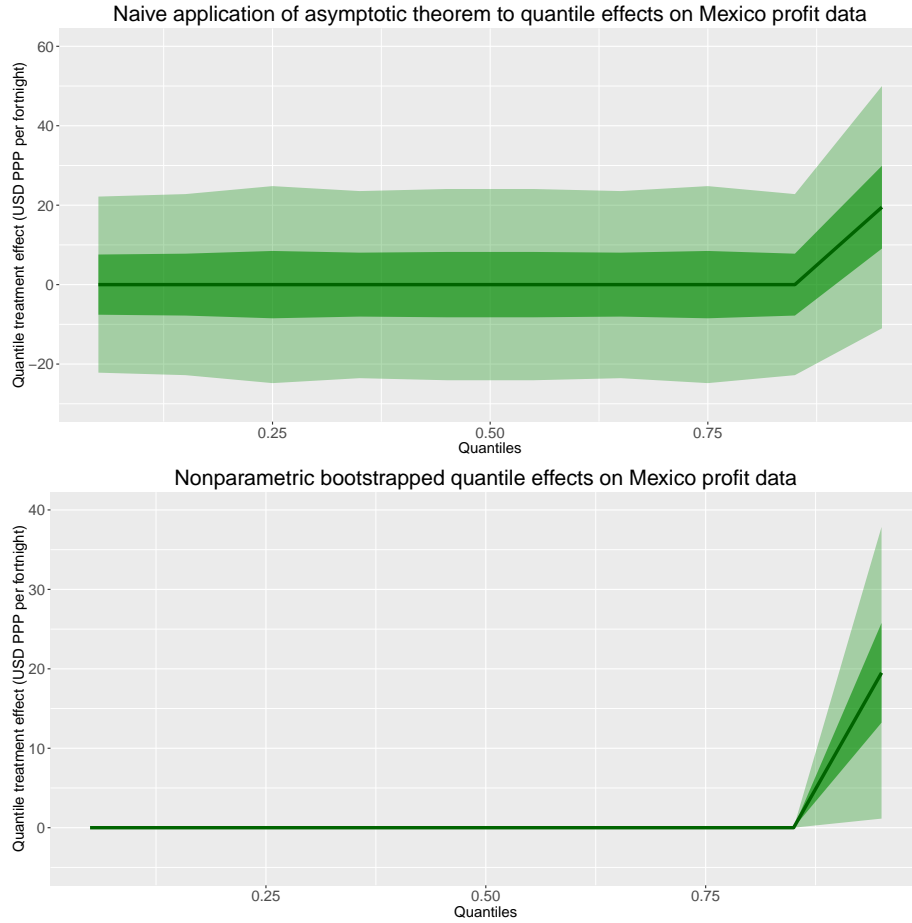 Naive application of asymptotic theorem to quantile effects on Mexico profit data
Quantile treatment effect (USD PPP per fortnight)
60
40
20
0
−20
0.25
0.50
0.75
Quantiles
Nonparametric bootstrapped quantile effects on Mexico profit data
Quantile treatment effect (USD PPP per fortnight)
40
30
20
10
0
0.25
0.50
0.75
Quantiles